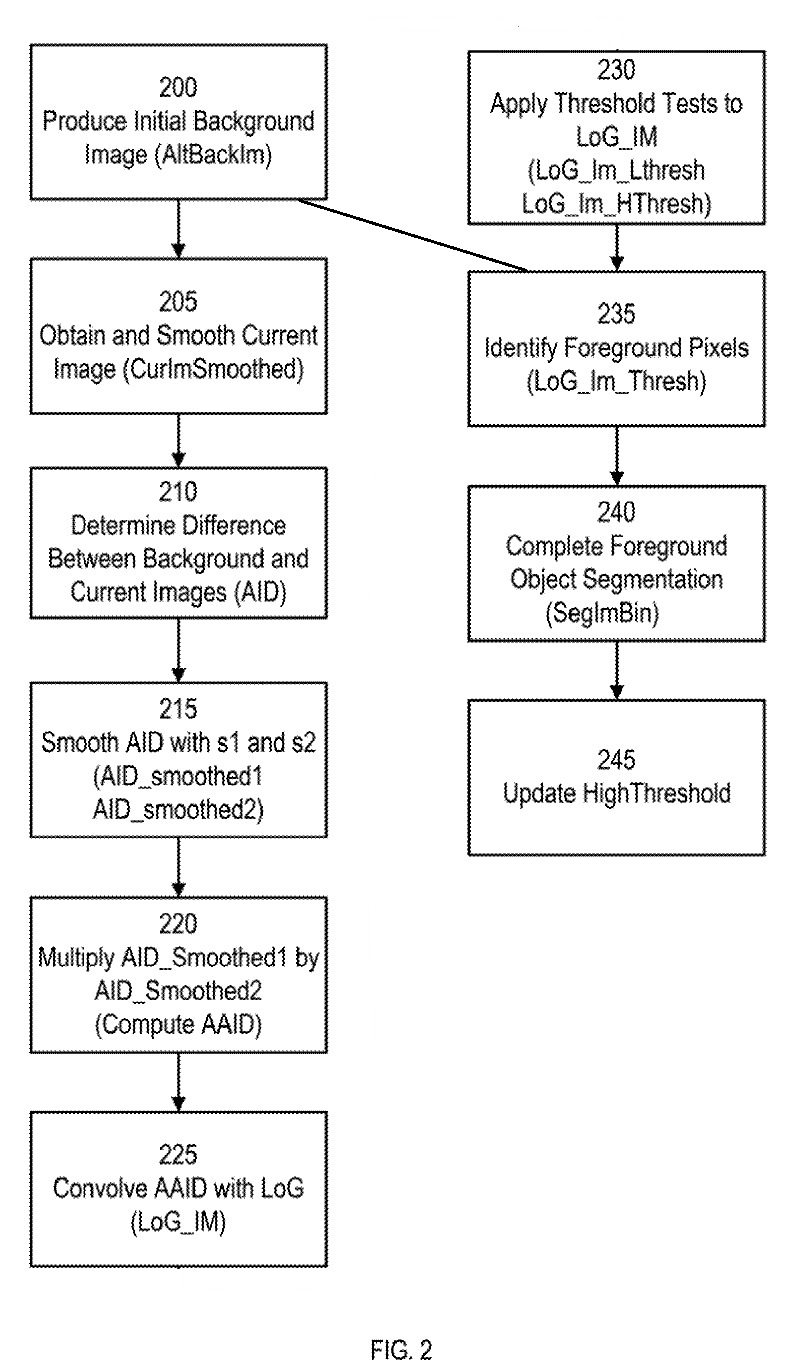 200
Produce Initial Background
Image (AltBackIm)
205
Obtain and Smooth Current
Image (CurImSmoothed)
210
Determine Difference
Between Background and
Current Images (AID)
215
Smooth AID with s1 and s2
(AID_smoothed1
AID_smoothed2)
220
Multiply AID_Smoothed1 by
AID_Smoothed2
(Compute AAID)
225
Convolve AAID with LoG
(LoG_IM)
230
Apply Threshold Tests to
LoG_IM
(LoG_Im_Lthresh
LoG_Im_HThresh)
235
Identify Foreground Pixels
(LoG_Im_Thresh)
240
Complete Foreground
Object Segmentation
(SegImBin)
245
Update HighThreshold
FIG. 2